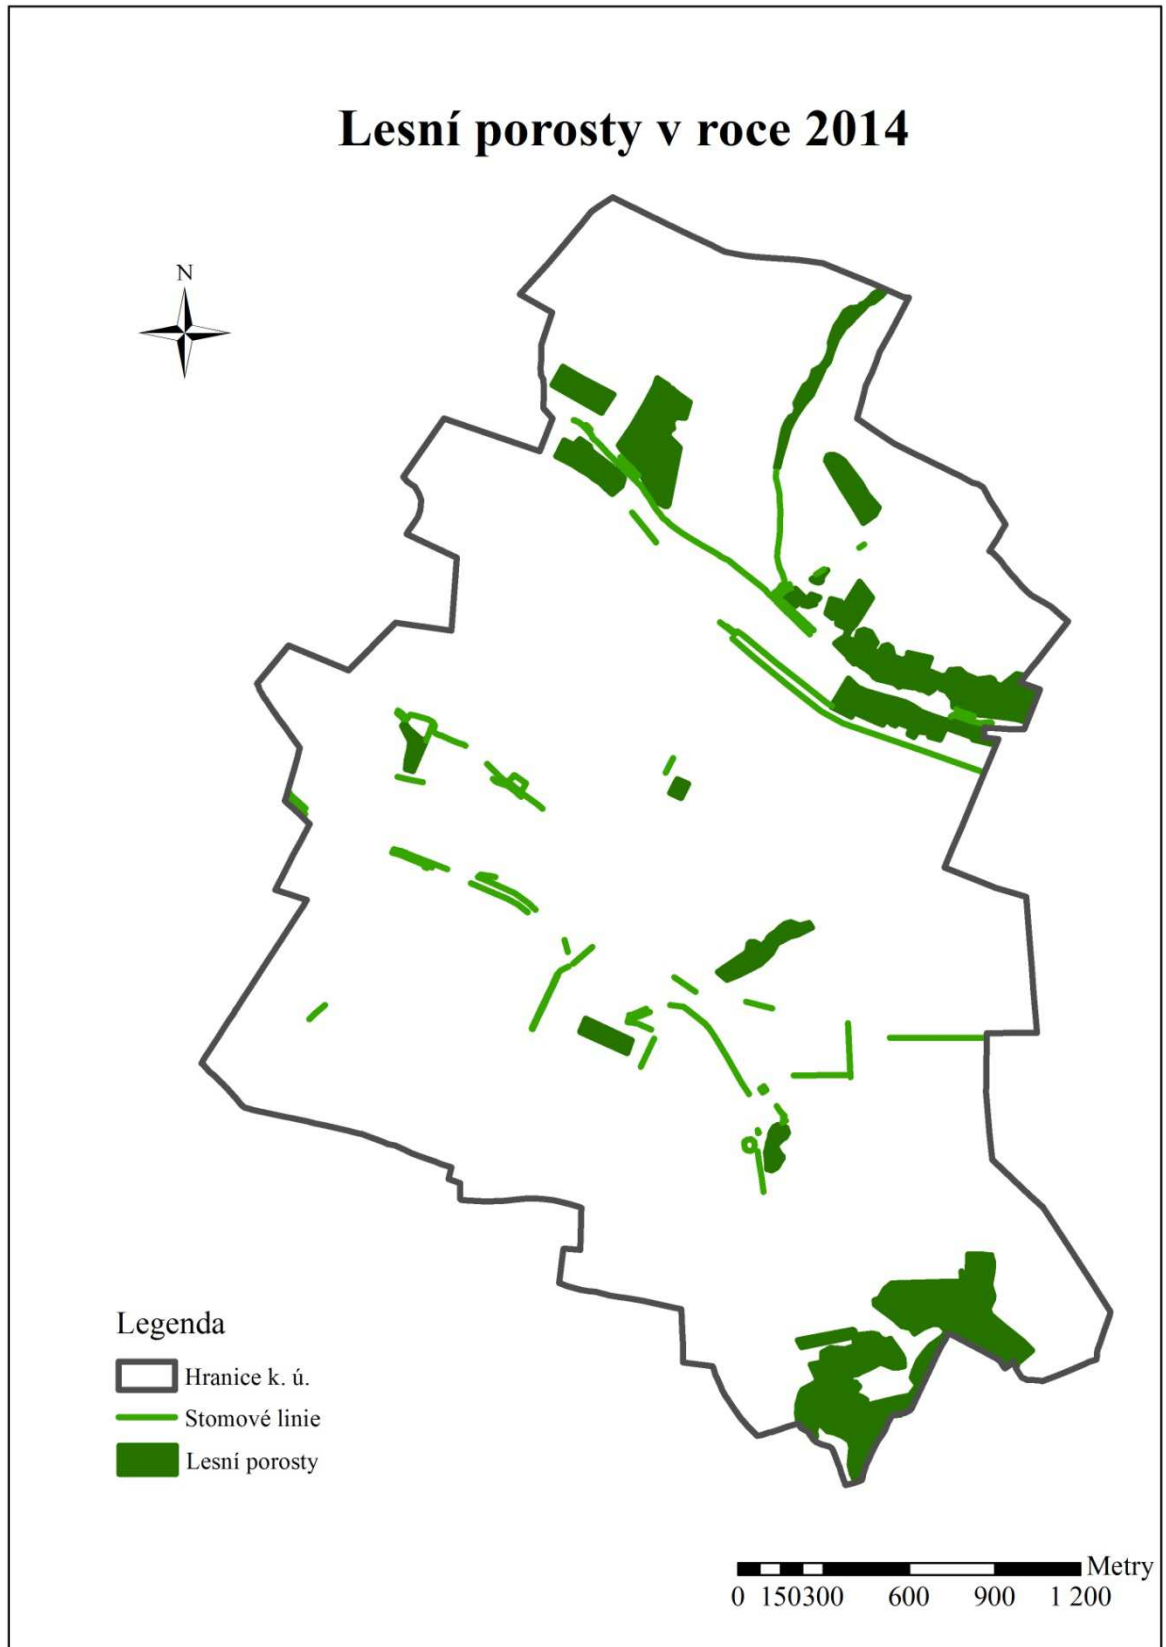 Lesní porosty v roce 2014
N
Legenda
Hranice k. ú.
Stomové linie
Lesní porosty
Metry
0 150300 600 900 1 200